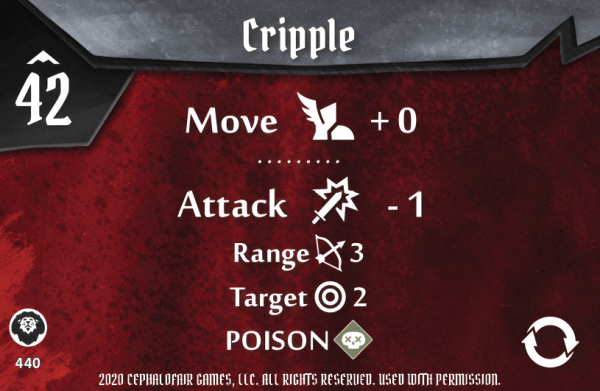 Cripple
42
Move + 0
Attack - 1
Range 3
Target 2
POISON
440
2020 CEPHALOFAIR GAMES, LLC. ALL RIGHTS RESERVED. USED WITH PERMISSION.